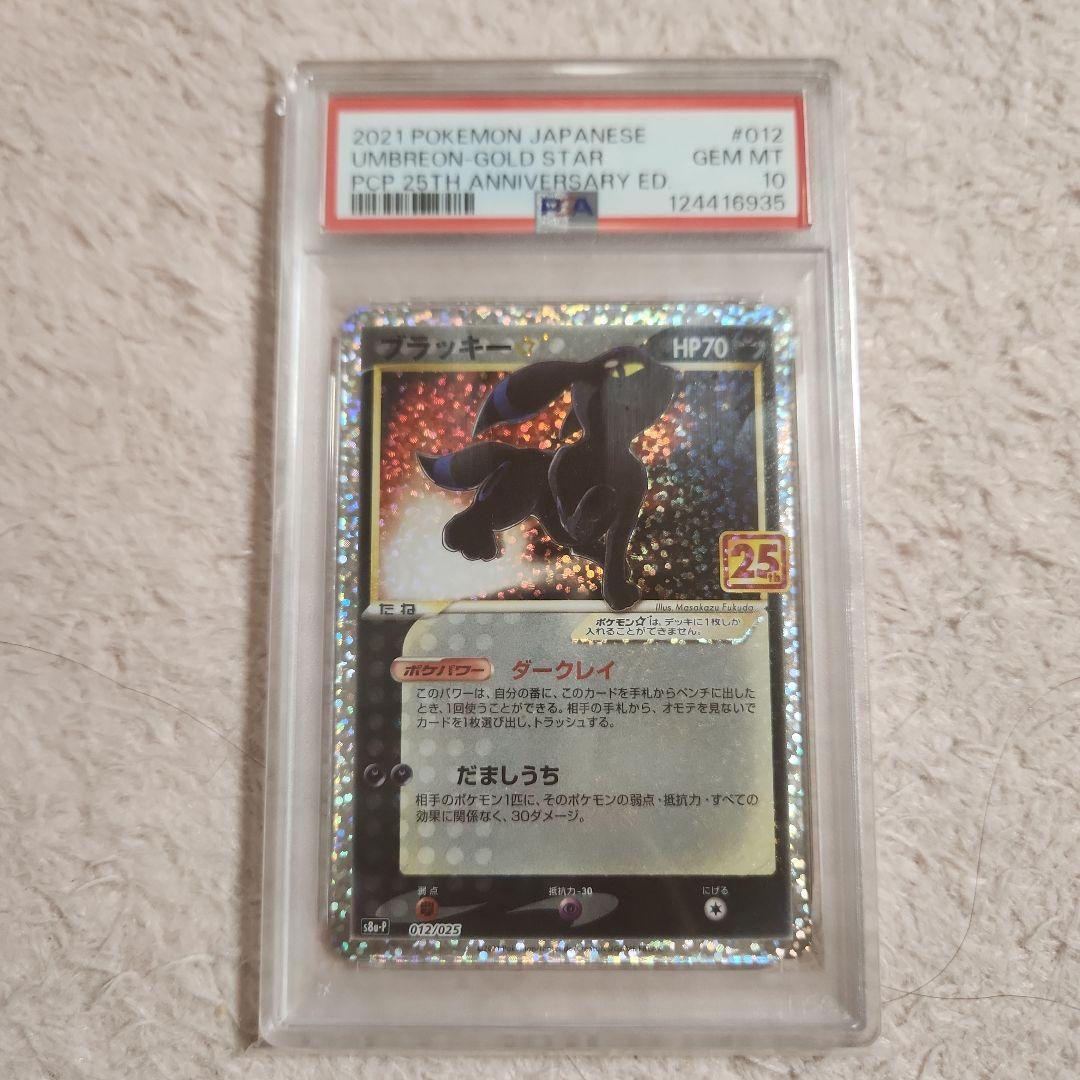 2021 POKEMON JAPANESE #012
UMBREON-GOLD STAR GEM MT
PCP 25TH ANNIVERSARY ED. 10
PSA 124416935
ブラッキー☆ HP70
25th
たね
Illus. Masakazu Fukuda
ポケモン☆は、デッキに1枚しか
入れることができません。
ポケパワー ダークレイ
このパワーは、自分の番に、このカードを手札からベンチに出した
とき、1回使うことができる。相手の手札から、オモテを見ないで
カードを1枚選び出し、トラッシュする。
だましうち
相手のポケモン1匹に、そのポケモンの弱点・抵抗力・すべての
効果に関係なく、30ダメージ。
弱点 抵抗力-30 にげる
s8a-P 012/025